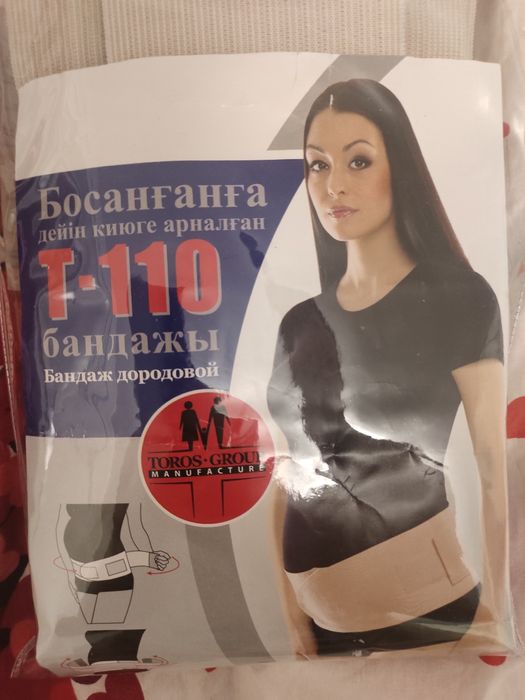 Босанғанға
дейін киюге арналған
Т-110
бандажы
Бандаж дородовой
TOROS·GROUP
MANUFACTURE